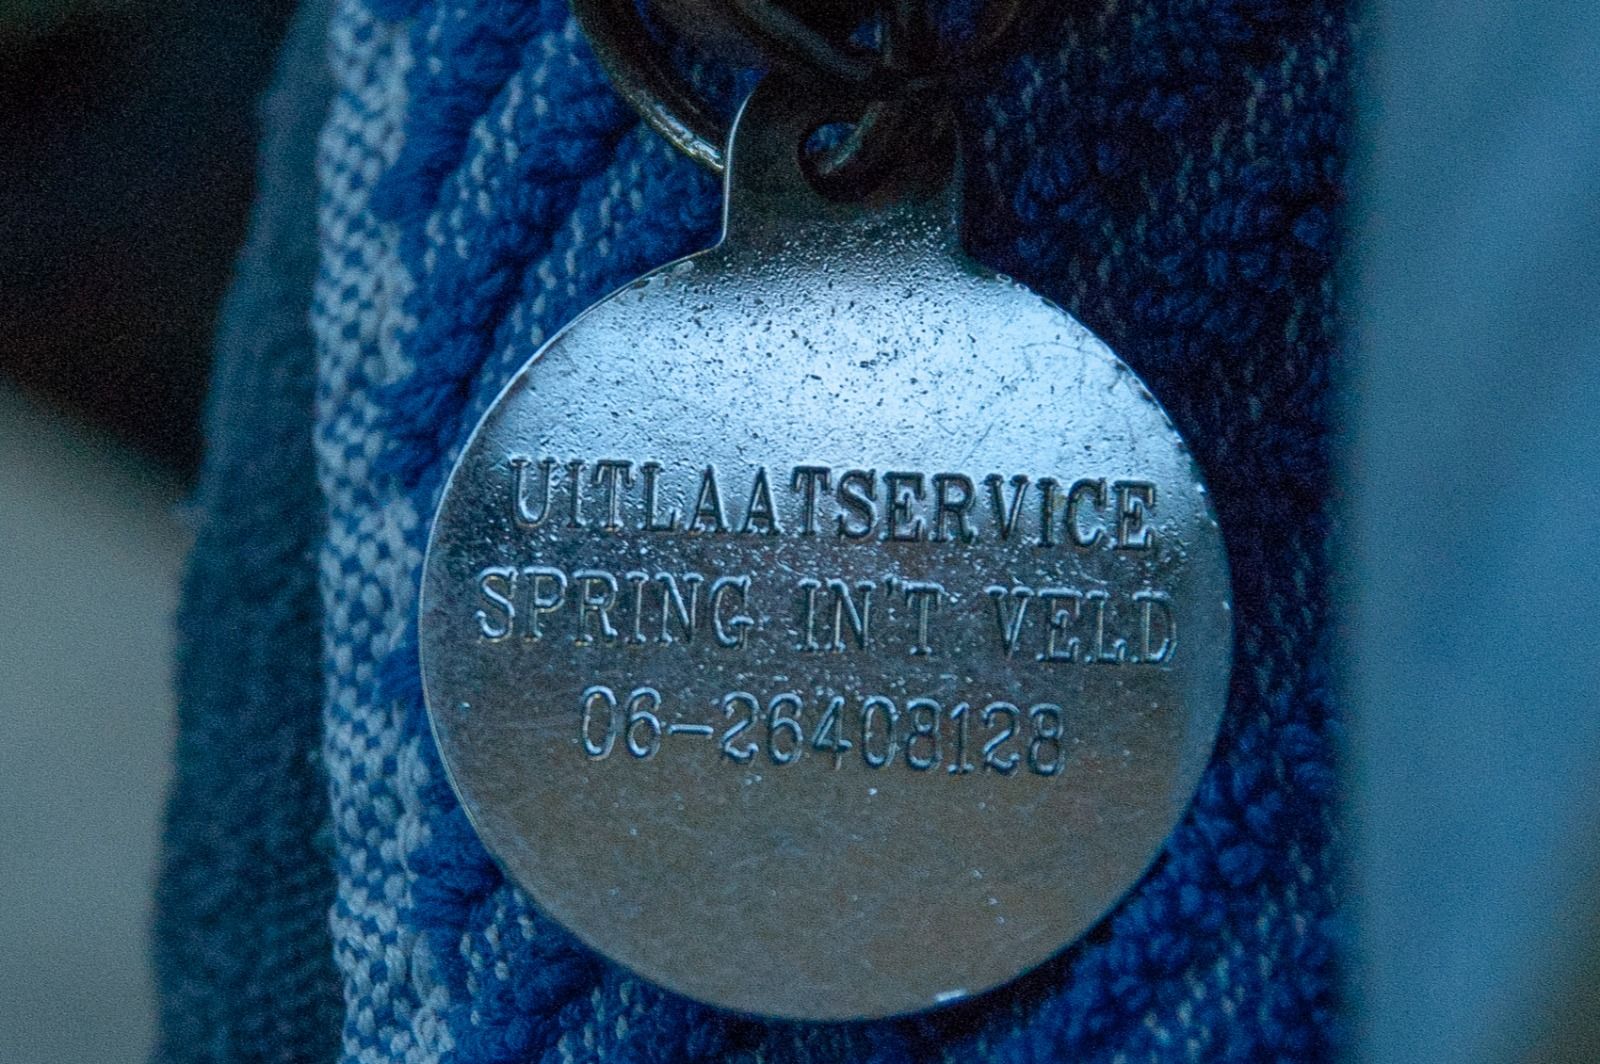 UITLAATSERVICE
SPRING IN'T VELD
06-26408128